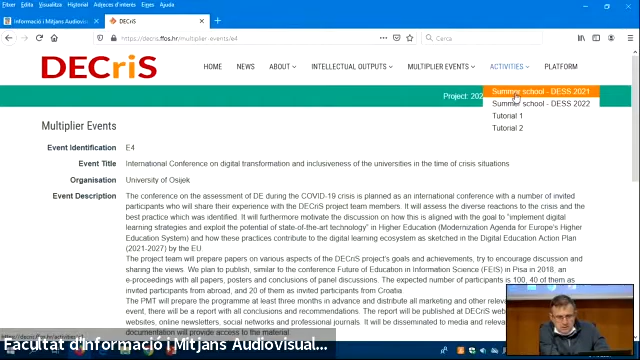 Fitxer Edita Visualitza Historial Adreces d'interès Eines Ajuda
Informació i Mitjans Audiovisual
DECriS
https://decris.ffos.hr/multiplier-events/e4
Cerca
DECriS
HOME NEWS ABOUT INTELLECTUAL OUTPUTS MULTIPLIER EVENTS ACTIVITIES PLATFORM
Project: 202
Summer school - DESS 2021
Summer school - DESS 2022
Tutorial 1
Tutorial 2
Multiplier Events
Event Identification E4
Event Title International Conference on digital transformation and inclusiveness of the universities in the time of crisis situations
Organisation University of Osijek
Event Description The conference on the assessment of DE during the COVID-19 crisis is planned as an international conference with a number of invited
participants who will share their experience with the DECriS project team members. It will assess the diverse reactions to the crisis and the
best practice which was identified. It will furthermore motivate the discussion on how this is aligned with the goal to "implement digital
learning strategies and exploit the potential of state-of-the-art technology" in Higher Education (Modernization Agenda for Europe's Higher
Education System) and how these practices contribute to the digital learning ecosystem as sketched in the Digital Education Action Plan
(2021-2027) by the EU.
The project team will prepare papers on various aspects of the DECriS project's goals and achievements, try to encourage discussion and
sharing the views. We plan to publish, similar to the conference Future of Education in Information Science (FEIS) in Pisa in 2018, an
e-proceedings with all papers, posters and conclusions of panel discussions. The expected number of participants is 100, 40 of them as
invited participants from abroad, and 20 of them as invited participants from Croatia.
The PMT will prepare the programme at least three months in advance and distribute all marketing and other relev
event, there will be a report with all conclusions and recommendations. The report will be published at DECriS web
websites, online newsletters, social networks and professional journals. It will be disseminated to media and relev
documentation will provide access to the material.
Facultat d'Informació i Mitjans Audiovisual...